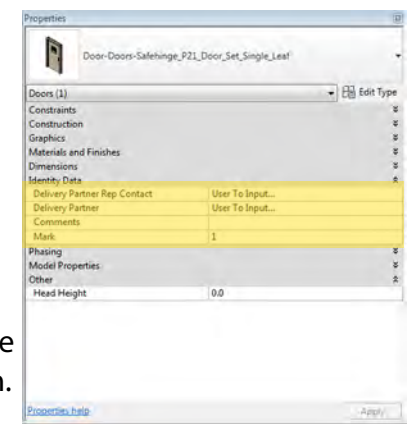 Properties
Door-Doors-Safehinge_P21_Door_Set_Single_Leaf
Doors (1)
Edit Type
Constraints
Construction
Graphics
Materials and Finishes
Dimensions
Identity Data
Delivery Partner Rep Contact User To Input...
Delivery Partner User To Input...
Comments
Mark 1
Phasing
Model Properties
Other
Head Height 0.0
e
n.
Properties help
Apply